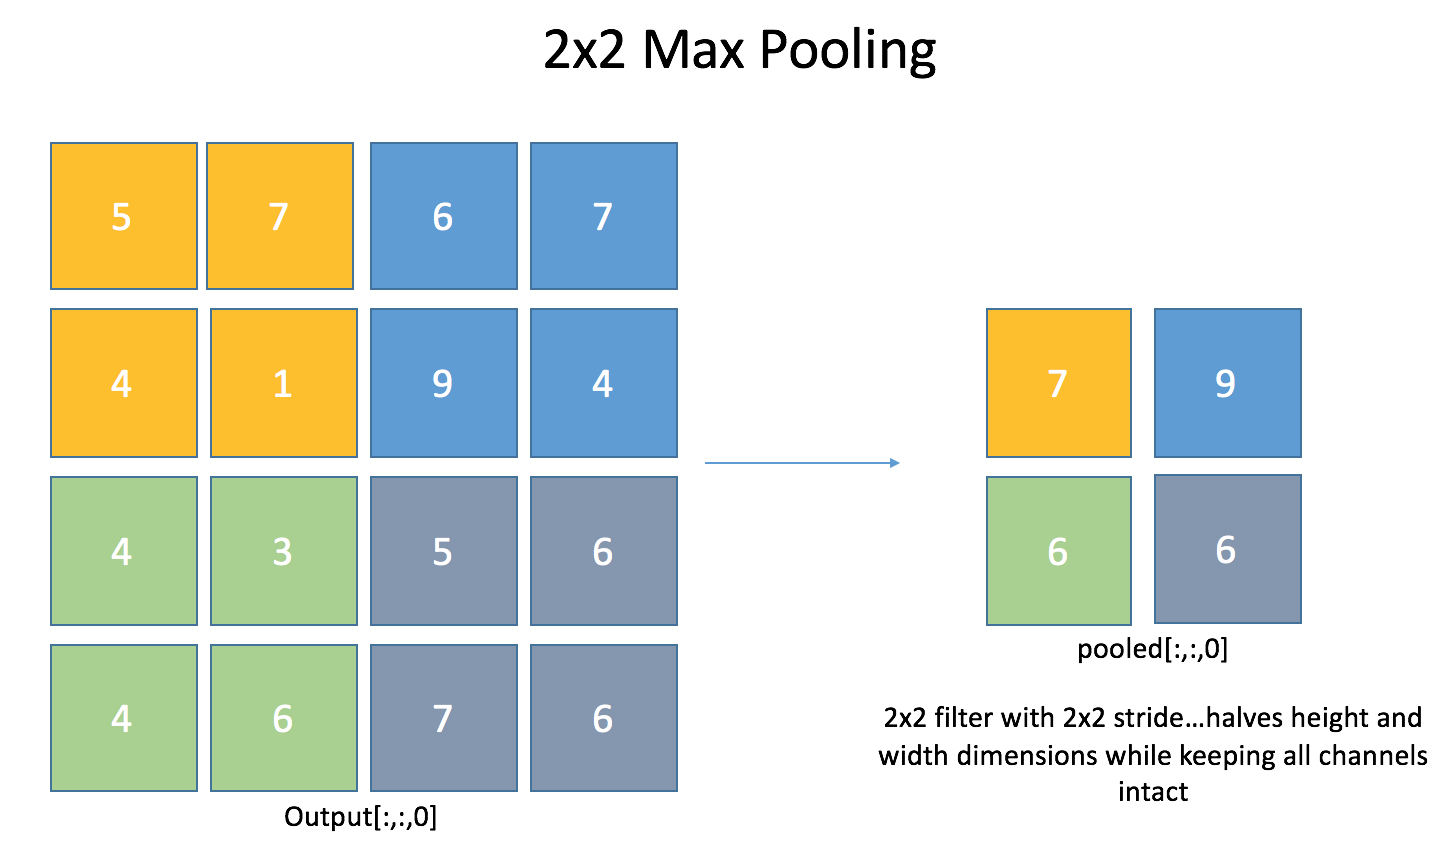 2x2 Max Pooling
5 7 6 7
4 1 9 4
7 9
4 3 5 6
6 6
pooled[:,:,0]
4 6 7 6
2x2 filter with 2x2 stride…halves height and
width dimensions while keeping all channels
intact
Output[:,:,0]